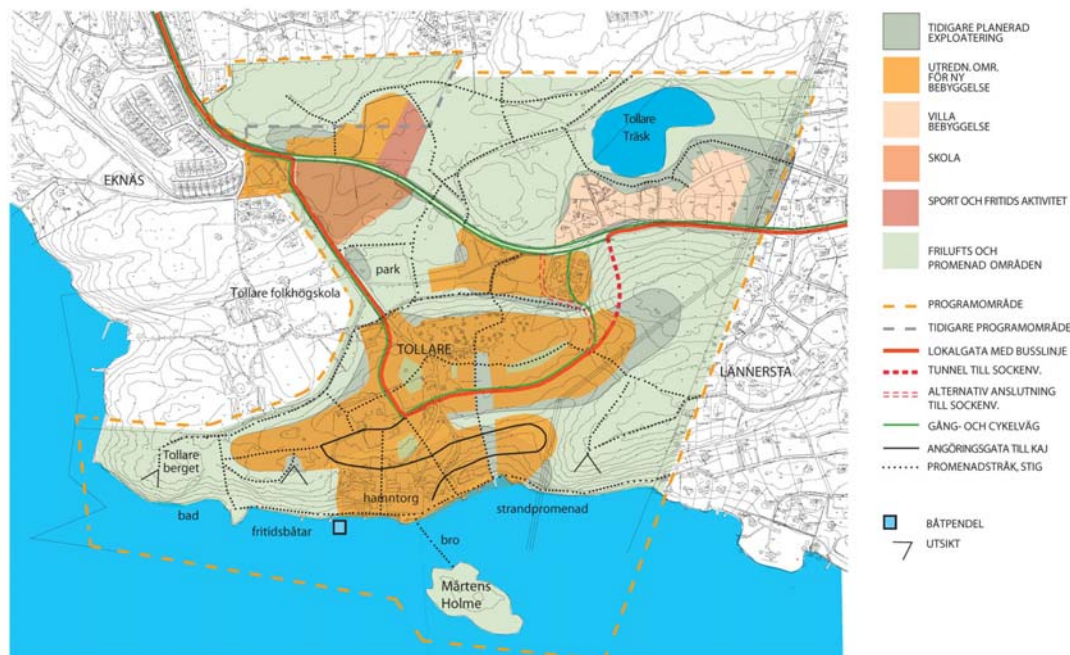 EKNÄS
Tollare
Träsk
park
Tollare folkhögskola
TOLLARE
LÄNNERSTA
Tollare
berget
bad
fritidsbåtar
hamntorg
strandpromenad
bro
Mårtens
Holme
TIDIGARE PLANERAD
EXPLOATERING
UTREDN. OMR.
FÖR NY
BEBYGGELSE
VILLA
BEBYGGELSE
SKOLA
SPORT OCH FRITIDS AKTIVITET
FRILUFTS OCH
PROMENAD OMRÅDEN
PROGRAMOMRÅDE
TIDIGARE PROGRAMOMRÅDE
LOKALGATA MED BUSSLINJE
TUNNEL TILL SOCKENV.
ALTERNATIV ANSLUTNING
TILL SOCKENV.
GÅNG- OCH CYKELVÄG
ANGÖRINGSGATA TILL KAJ
PROMENADSTRÅK, STIG
BÅTPENDEL
UTSIKT